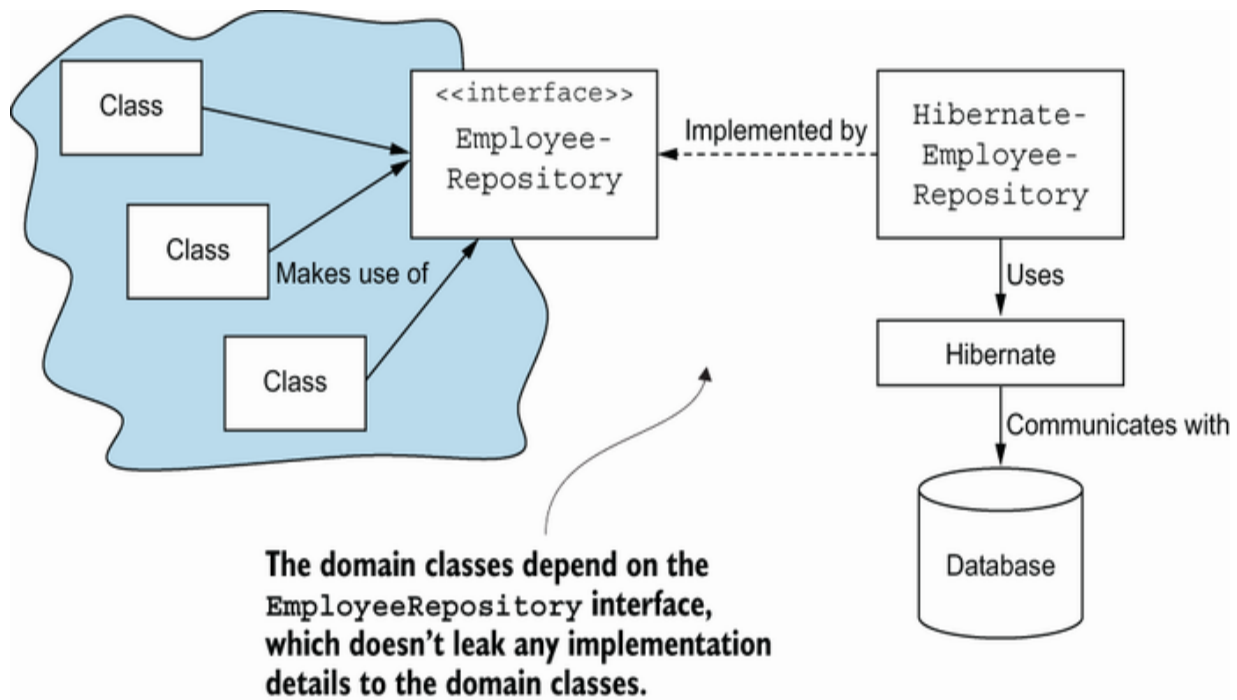 Class
Class
Class
Makes use of
<<interface>>
Employee-
Repository
Implemented by
Hibernate-
Employee-
Repository
Uses
Hibernate
Communicates with
Database
The domain classes depend on the
EmployeeRepository interface,
which doesn't leak any implementation
details to the domain classes.